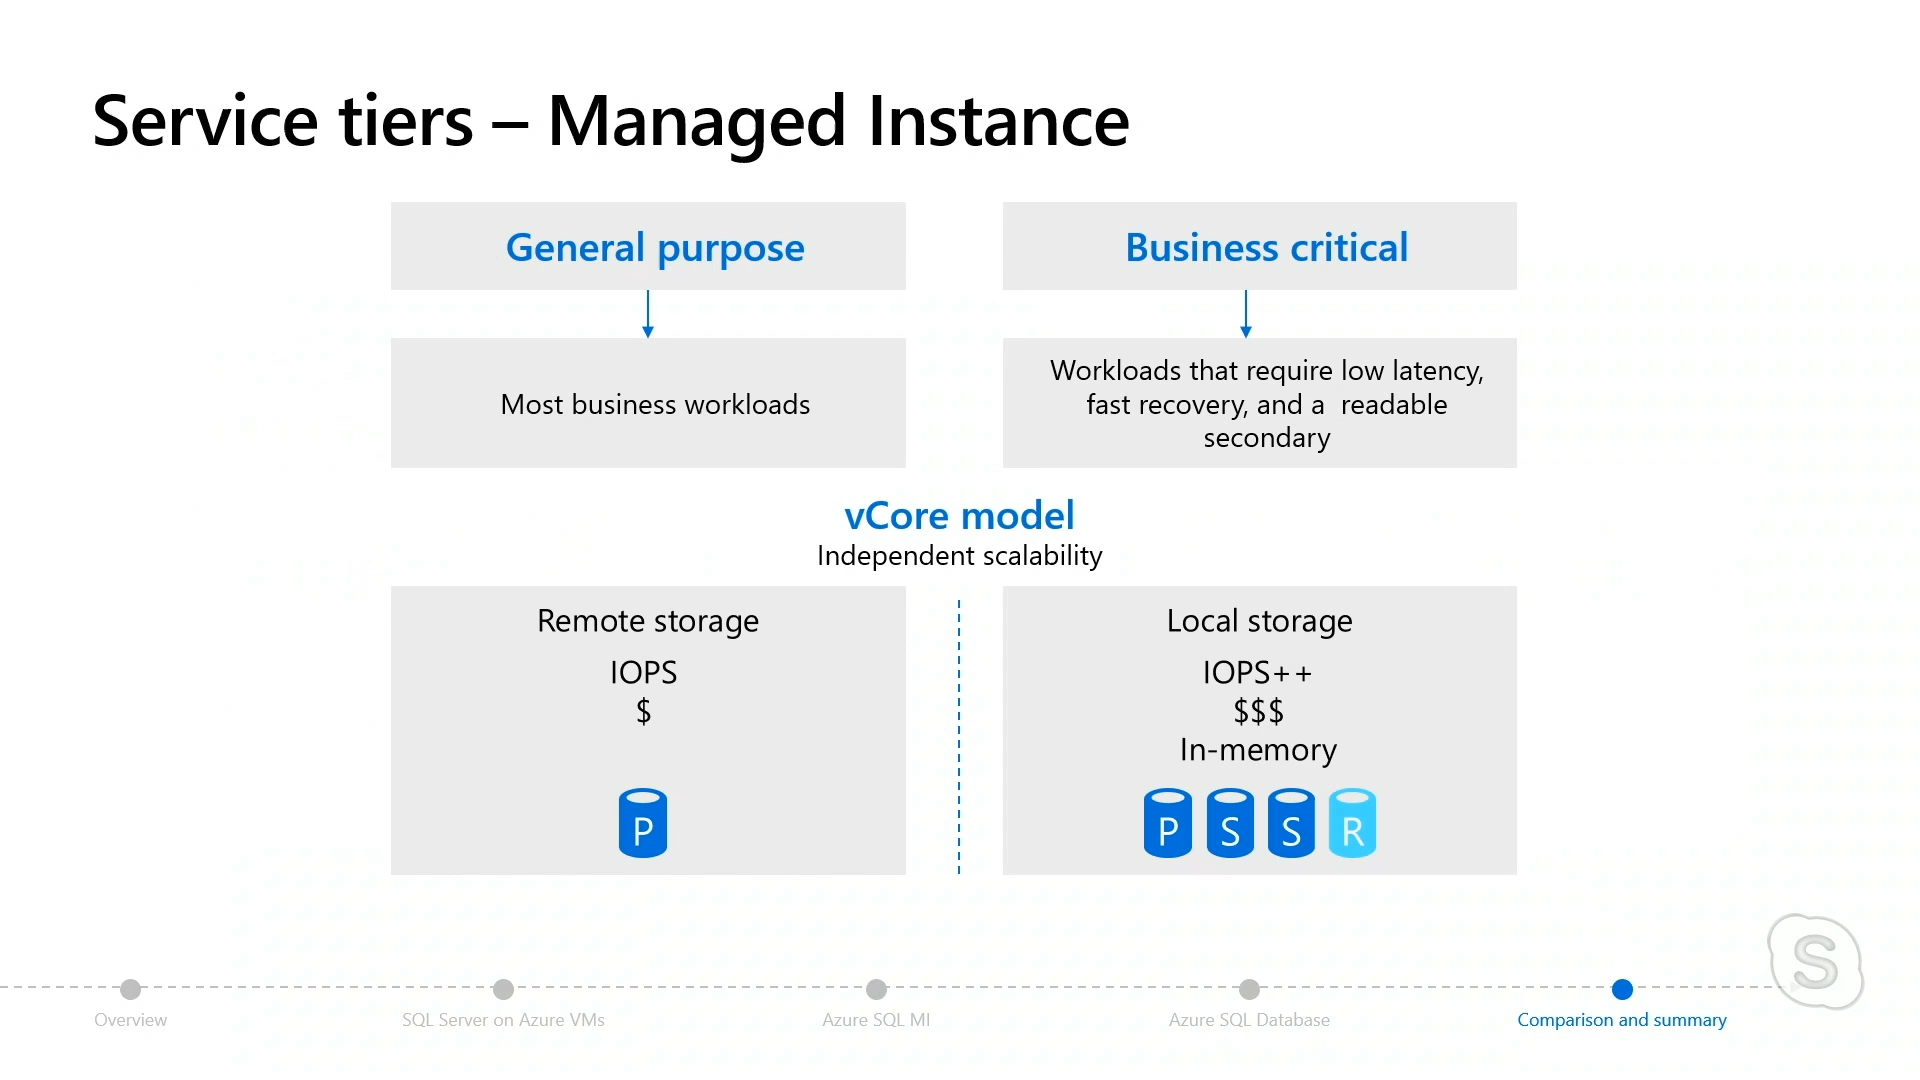 Service tiers – Managed Instance
General purpose
Business critical
Most business workloads
Workloads that require low latency,
fast recovery, and a  readable
secondary
vCore model
Independent scalability
Remote storage
IOPS
$
P
Local storage
IOPS++
$$$
In-memory
P S S R
S
Overview
SQL Server on Azure VMs
Azure SQL MI
Azure SQL Database
Comparison and summary